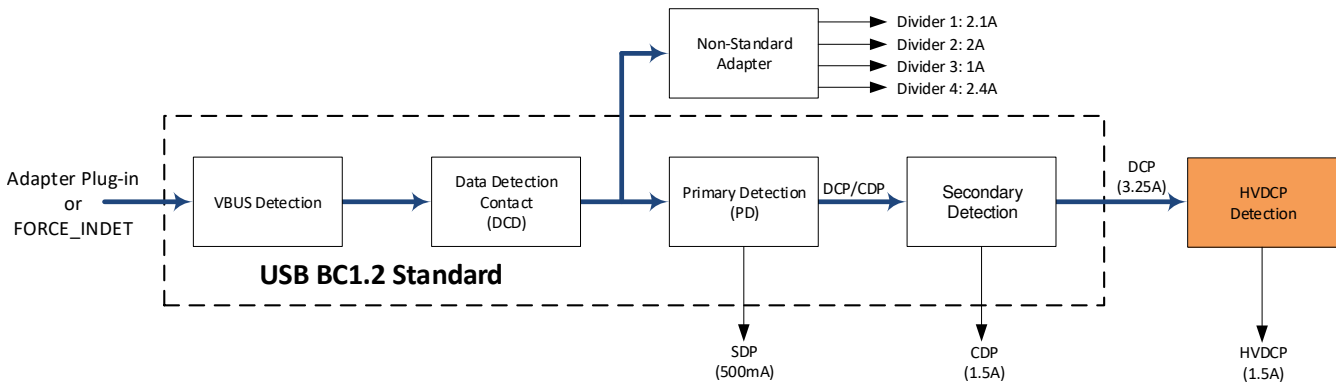 Non-Standard
Adapter
Divider 1: 2.1A
Divider 2: 2A
Divider 3: 1A
Divider 4: 2.4A
Adapter Plug-in
or
FORCE_INDET
VBUS Detection
Data Detection
Contact
(DCD)
Primary Detection
(PD)
DCP/CDP
Secondary
Detection
DCP
(3.25A)
HVDCP
Detection
USB BC1.2 Standard
SDP
(500mA)
CDP
(1.5A)
HVDCP
(1.5A)